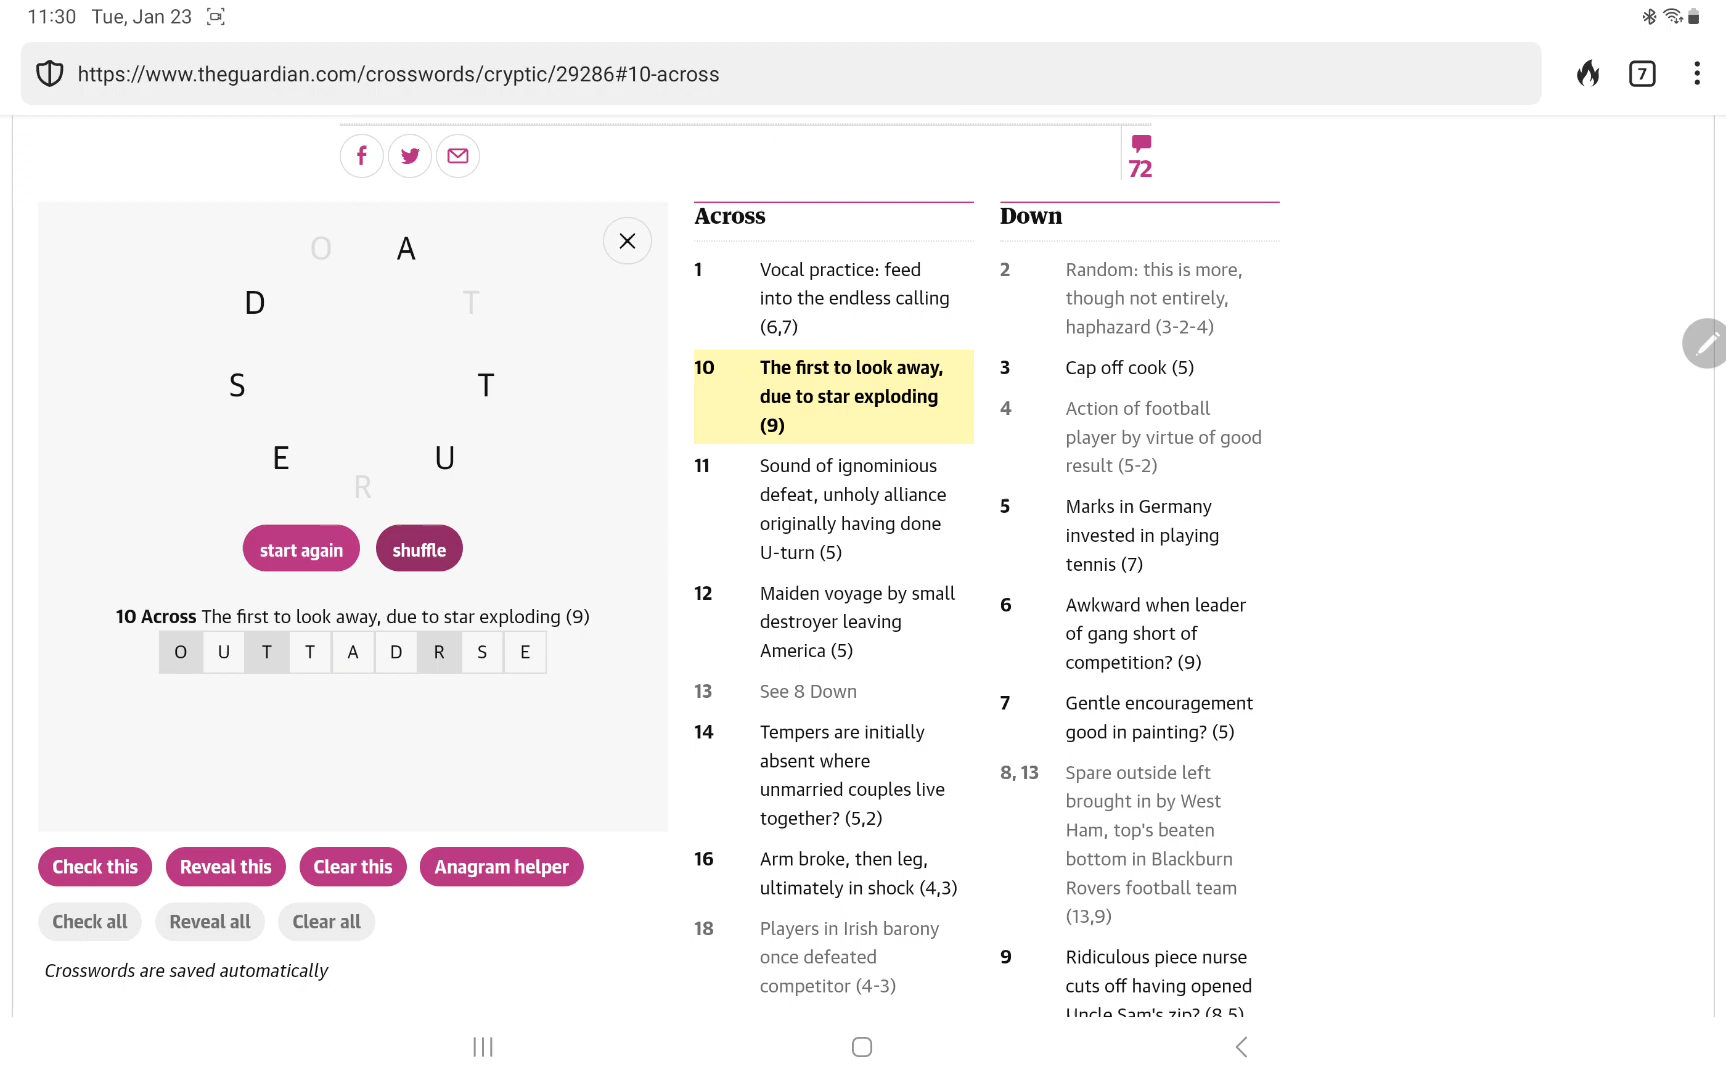 11:30 Tue, Jan 23
https://www.theguardian.com/crosswords/cryptic/29286#10-across
7
72
O A
D T
S T
E U
R
start again shuffle
10 Across The first to look away, due to star exploding (9)
O U T T A D R S E
Check this Reveal this Clear this Anagram helper
Check all Reveal all Clear all
Crosswords are saved automatically
Across
1 Vocal practice: feed
into the endless calling
(6,7)
10 The first to look away,
due to star exploding
(9)
11 Sound of ignominious
defeat, unholy alliance
originally having done
U-turn (5)
12 Maiden voyage by small
destroyer leaving
America (5)
13 See 8 Down
14 Tempers are initially
absent where
unmarried couples live
together? (5,2)
16 Arm broke, then leg,
ultimately in shock (4,3)
18 Players in Irish barony
once defeated
competitor (4-3)
Down
2 Random: this is more,
though not entirely,
haphazard (3-2-4)
3 Cap off cook (5)
4 Action of football
player by virtue of good
result (5-2)
5 Marks in Germany
invested in playing
tennis (7)
6 Awkward when leader
of gang short of
competition? (9)
7 Gentle encouragement
good in painting? (5)
8, 13 Spare outside left
brought in by West
Ham, top's beaten
bottom in Blackburn
Rovers football team
(13,9)
9 Ridiculous piece nurse
cuts off having opened
Uncle Sam's zip? (8,5)